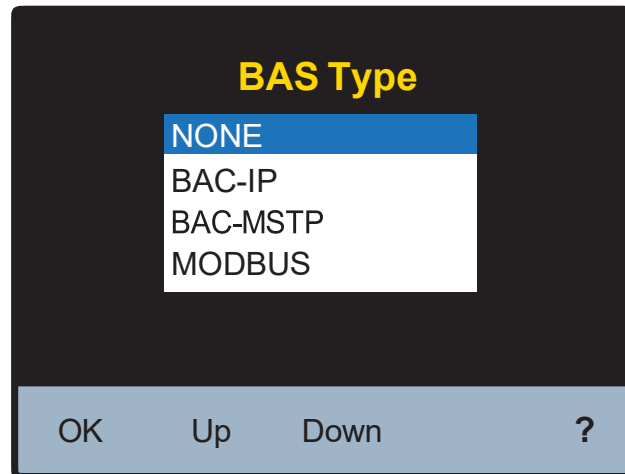 BAS Type
NONE
BAC-IP
BAC-MSTP
MODBUS
OK Up Down ?